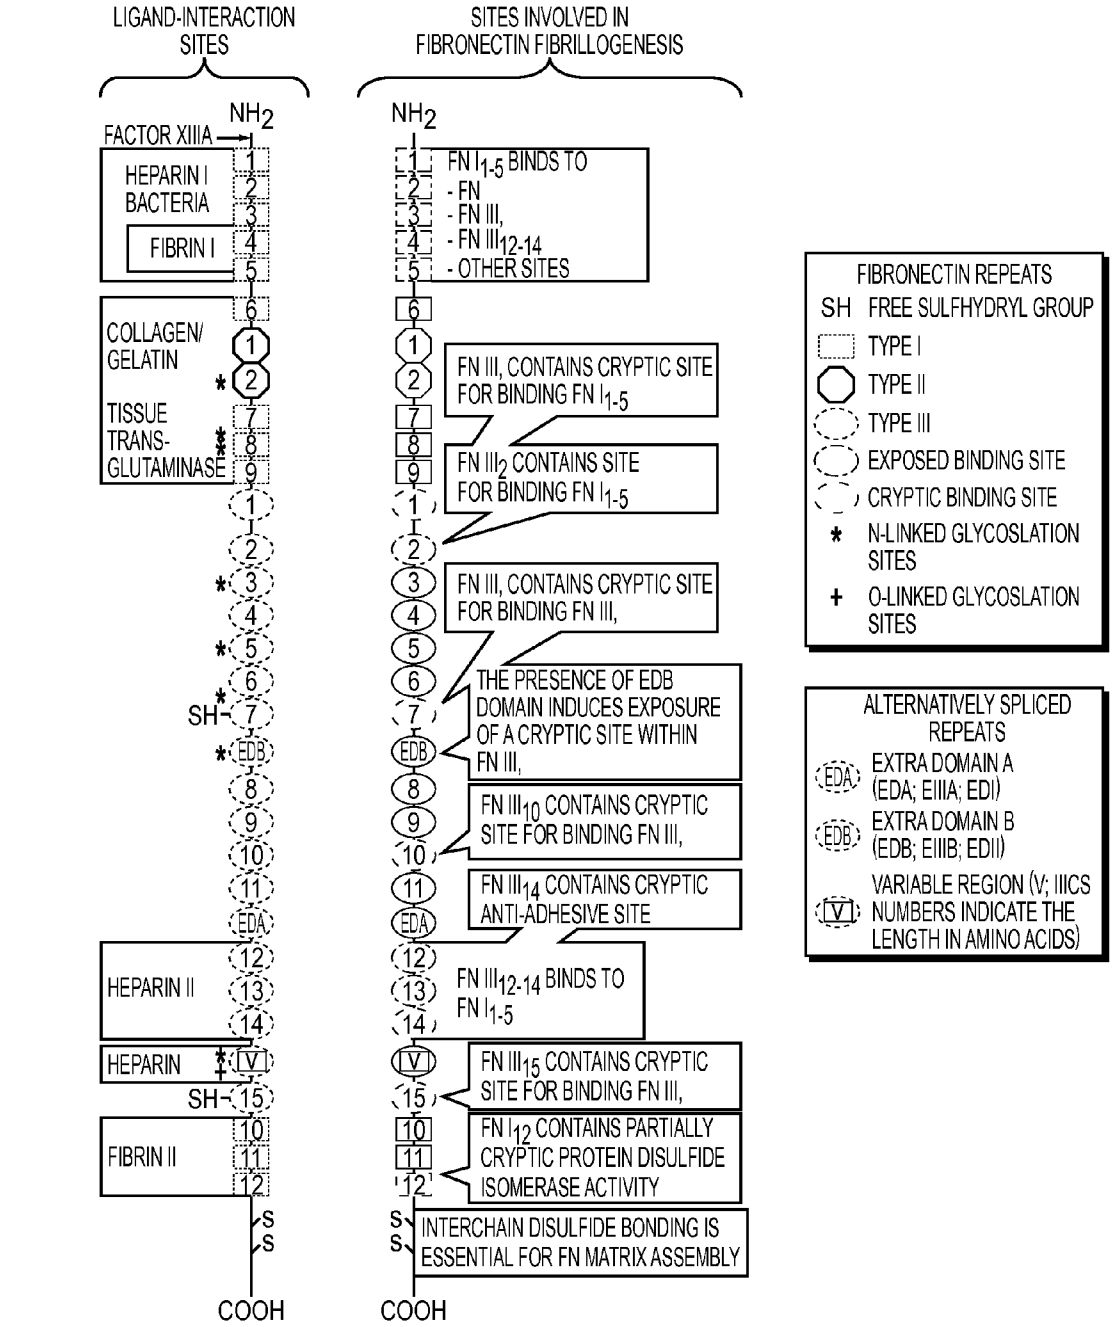 LIGAND-INTERACTION
SITES
NH2
FACTOR XIIIA
HEPARIN I
BACTERIA
FIBRIN I
1
2
3
4
5
COLLAGEN/
GELATIN
TISSUE
TRANS-
GLUTAMINASE
6
1
* 2
7
* * 8
9
1
2
* 3
4
* 5
6
*
SH 7
* EDB
8
9
10
11
EDA
HEPARIN II
12
13
14
HEPARIN * + V
SH 15
FIBRIN II
10
11
12
S
S
COOH
SITES INVOLVED IN
FIBRONECTIN FIBRILLOGENESIS
NH2
1
2
3
4
5
FN I1-5 BINDS TO
- FN
- FN III,
- FN III12-14
- OTHER SITES
6
1
2
7
8
9
1
2
3
4
5
6
7
EDB
8
9
10
11
EDA
12
13
14
V
15
10
11
12
FN III, CONTAINS CRYPTIC SITE
FOR BINDING FN I1-5
FN III2 CONTAINS SITE
FOR BINDING FN I1-5
FN III, CONTAINS CRYPTIC SITE
FOR BINDING FN III,
THE PRESENCE OF EDB
DOMAIN INDUCES EXPOSURE
OF A CRYPTIC SITE WITHIN
FN III,
FN III10 CONTAINS CRYPTIC
SITE FOR BINDING FN III,
FN III14 CONTAINS CRYPTIC
ANTI-ADHESIVE SITE
FN III12-14 BINDS TO
FN I1-5
FN III15 CONTAINS CRYPTIC
SITE FOR BINDING FN III,
FN I12 CONTAINS PARTIALLY
CRYPTIC PROTEIN DISULFIDE
ISOMERASE ACTIVITY
S
S
INTERCHAIN DISULFIDE BONDING IS
ESSENTIAL FOR FN MATRIX ASSEMBLY
COOH
FIBRONECTIN REPEATS
SH FREE SULFHYDRYL GROUP
TYPE I
TYPE II
TYPE III
EXPOSED BINDING SITE
CRYPTIC BINDING SITE
* N-LINKED GLYCOSLATION
SITES
+ O-LINKED GLYCOSLATION
SITES
ALTERNATIVELY SPLICED
REPEATS
EDA EXTRA DOMAIN A
(EDA; EIIIA; EDI)
EDB EXTRA DOMAIN B
(EDB; EIIIB; EDII)
VARIABLE REGION (V; IIICS
V NUMBERS INDICATE THE
LENGTH IN AMINO ACIDS)